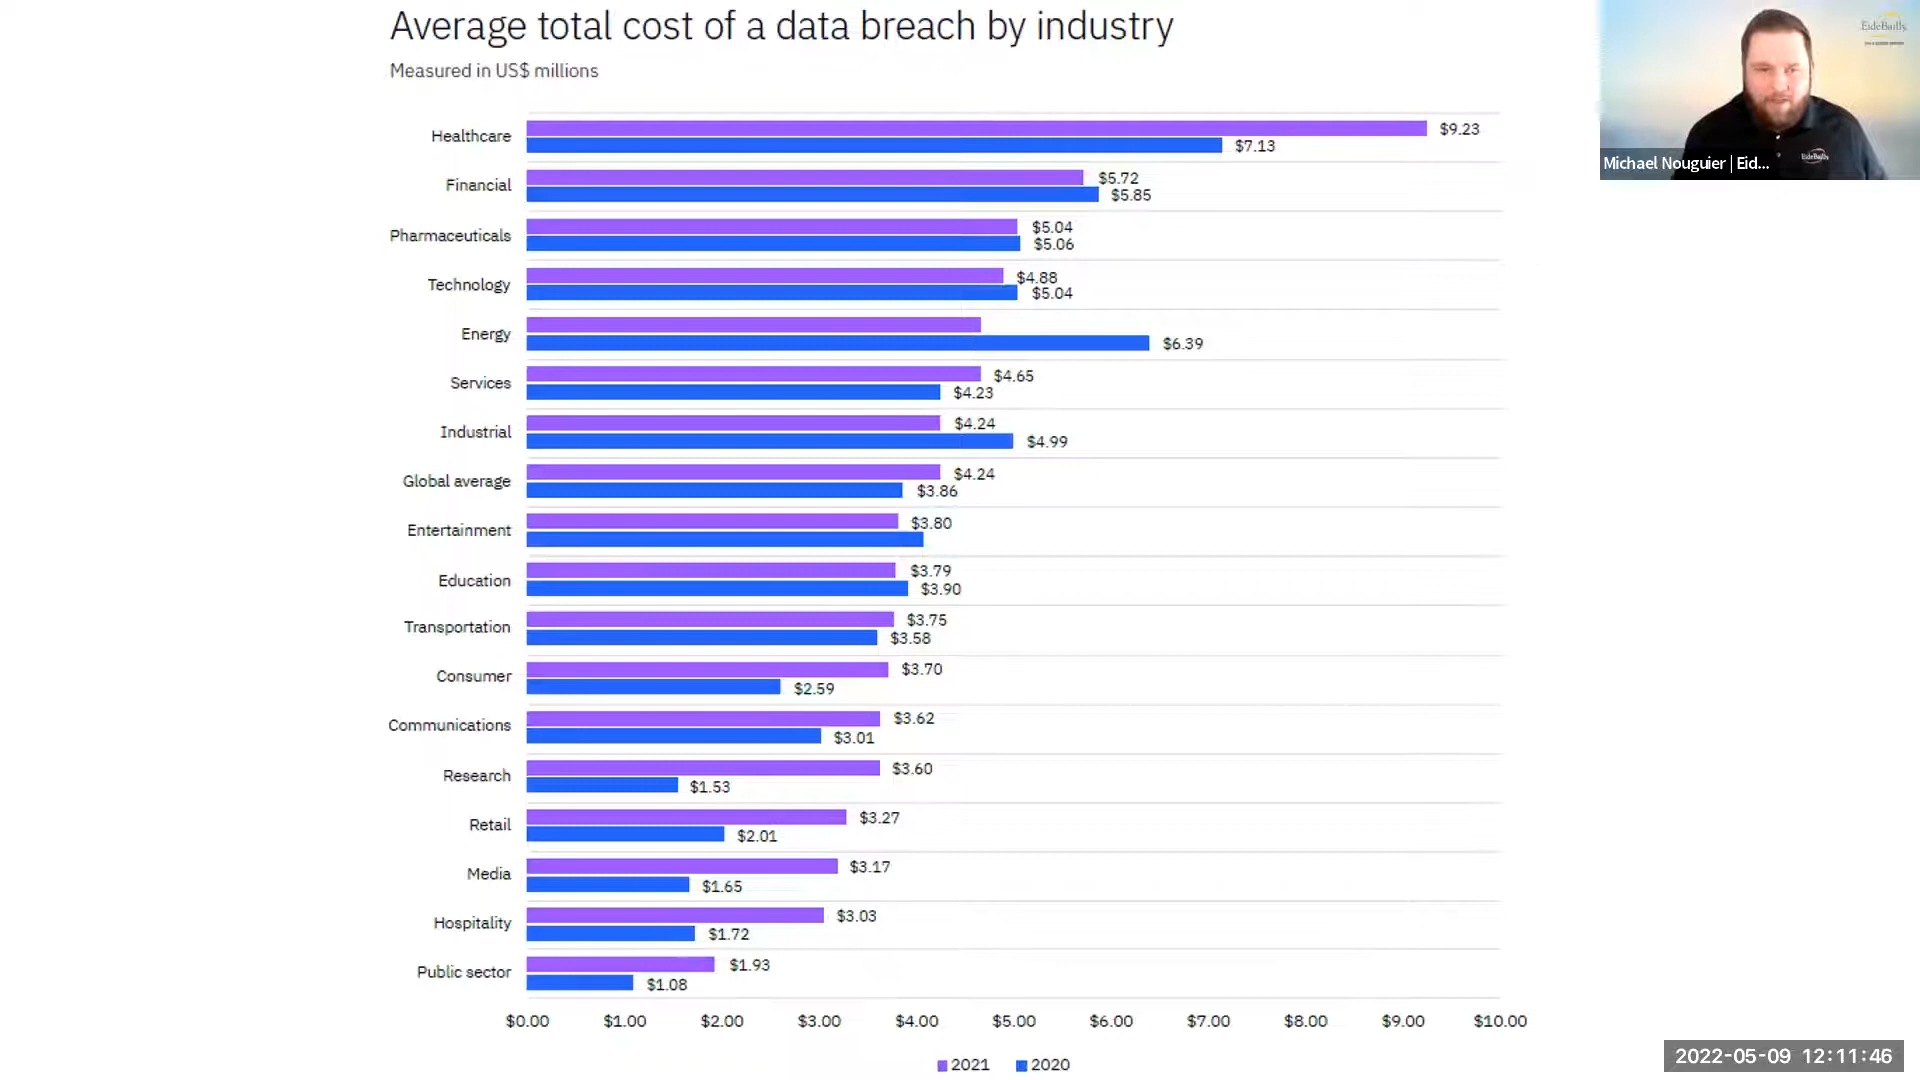 Average total cost of a data breach by industry
Measured in US$ millions
EideBailly
Michael Nouguier | Eid...
EideBailly
Healthcare $9.23
$7.13
Financial $5.72
$5.85
Pharmaceuticals $5.04
$5.06
Technology $4.88
$5.04
Energy
$6.39
Services $4.65
$4.23
Industrial $4.24
$4.99
Global average $4.24
$3.86
Entertainment $3.80
Education $3.79
$3.90
Transportation $3.75
$3.58
Consumer $3.70
$2.59
Communications $3.62
$3.01
Research $3.60
$1.53
Retail $3.27
$2.01
Media $3.17
$1.65
Hospitality $3.03
$1.72
Public sector $1.93
$1.08
$0.00 $1.00 $2.00 $3.00 $4.00 $5.00 $6.00 $7.00 $8.00 $9.00 $10.00
2021 2020
2022-05-09 12:11:46